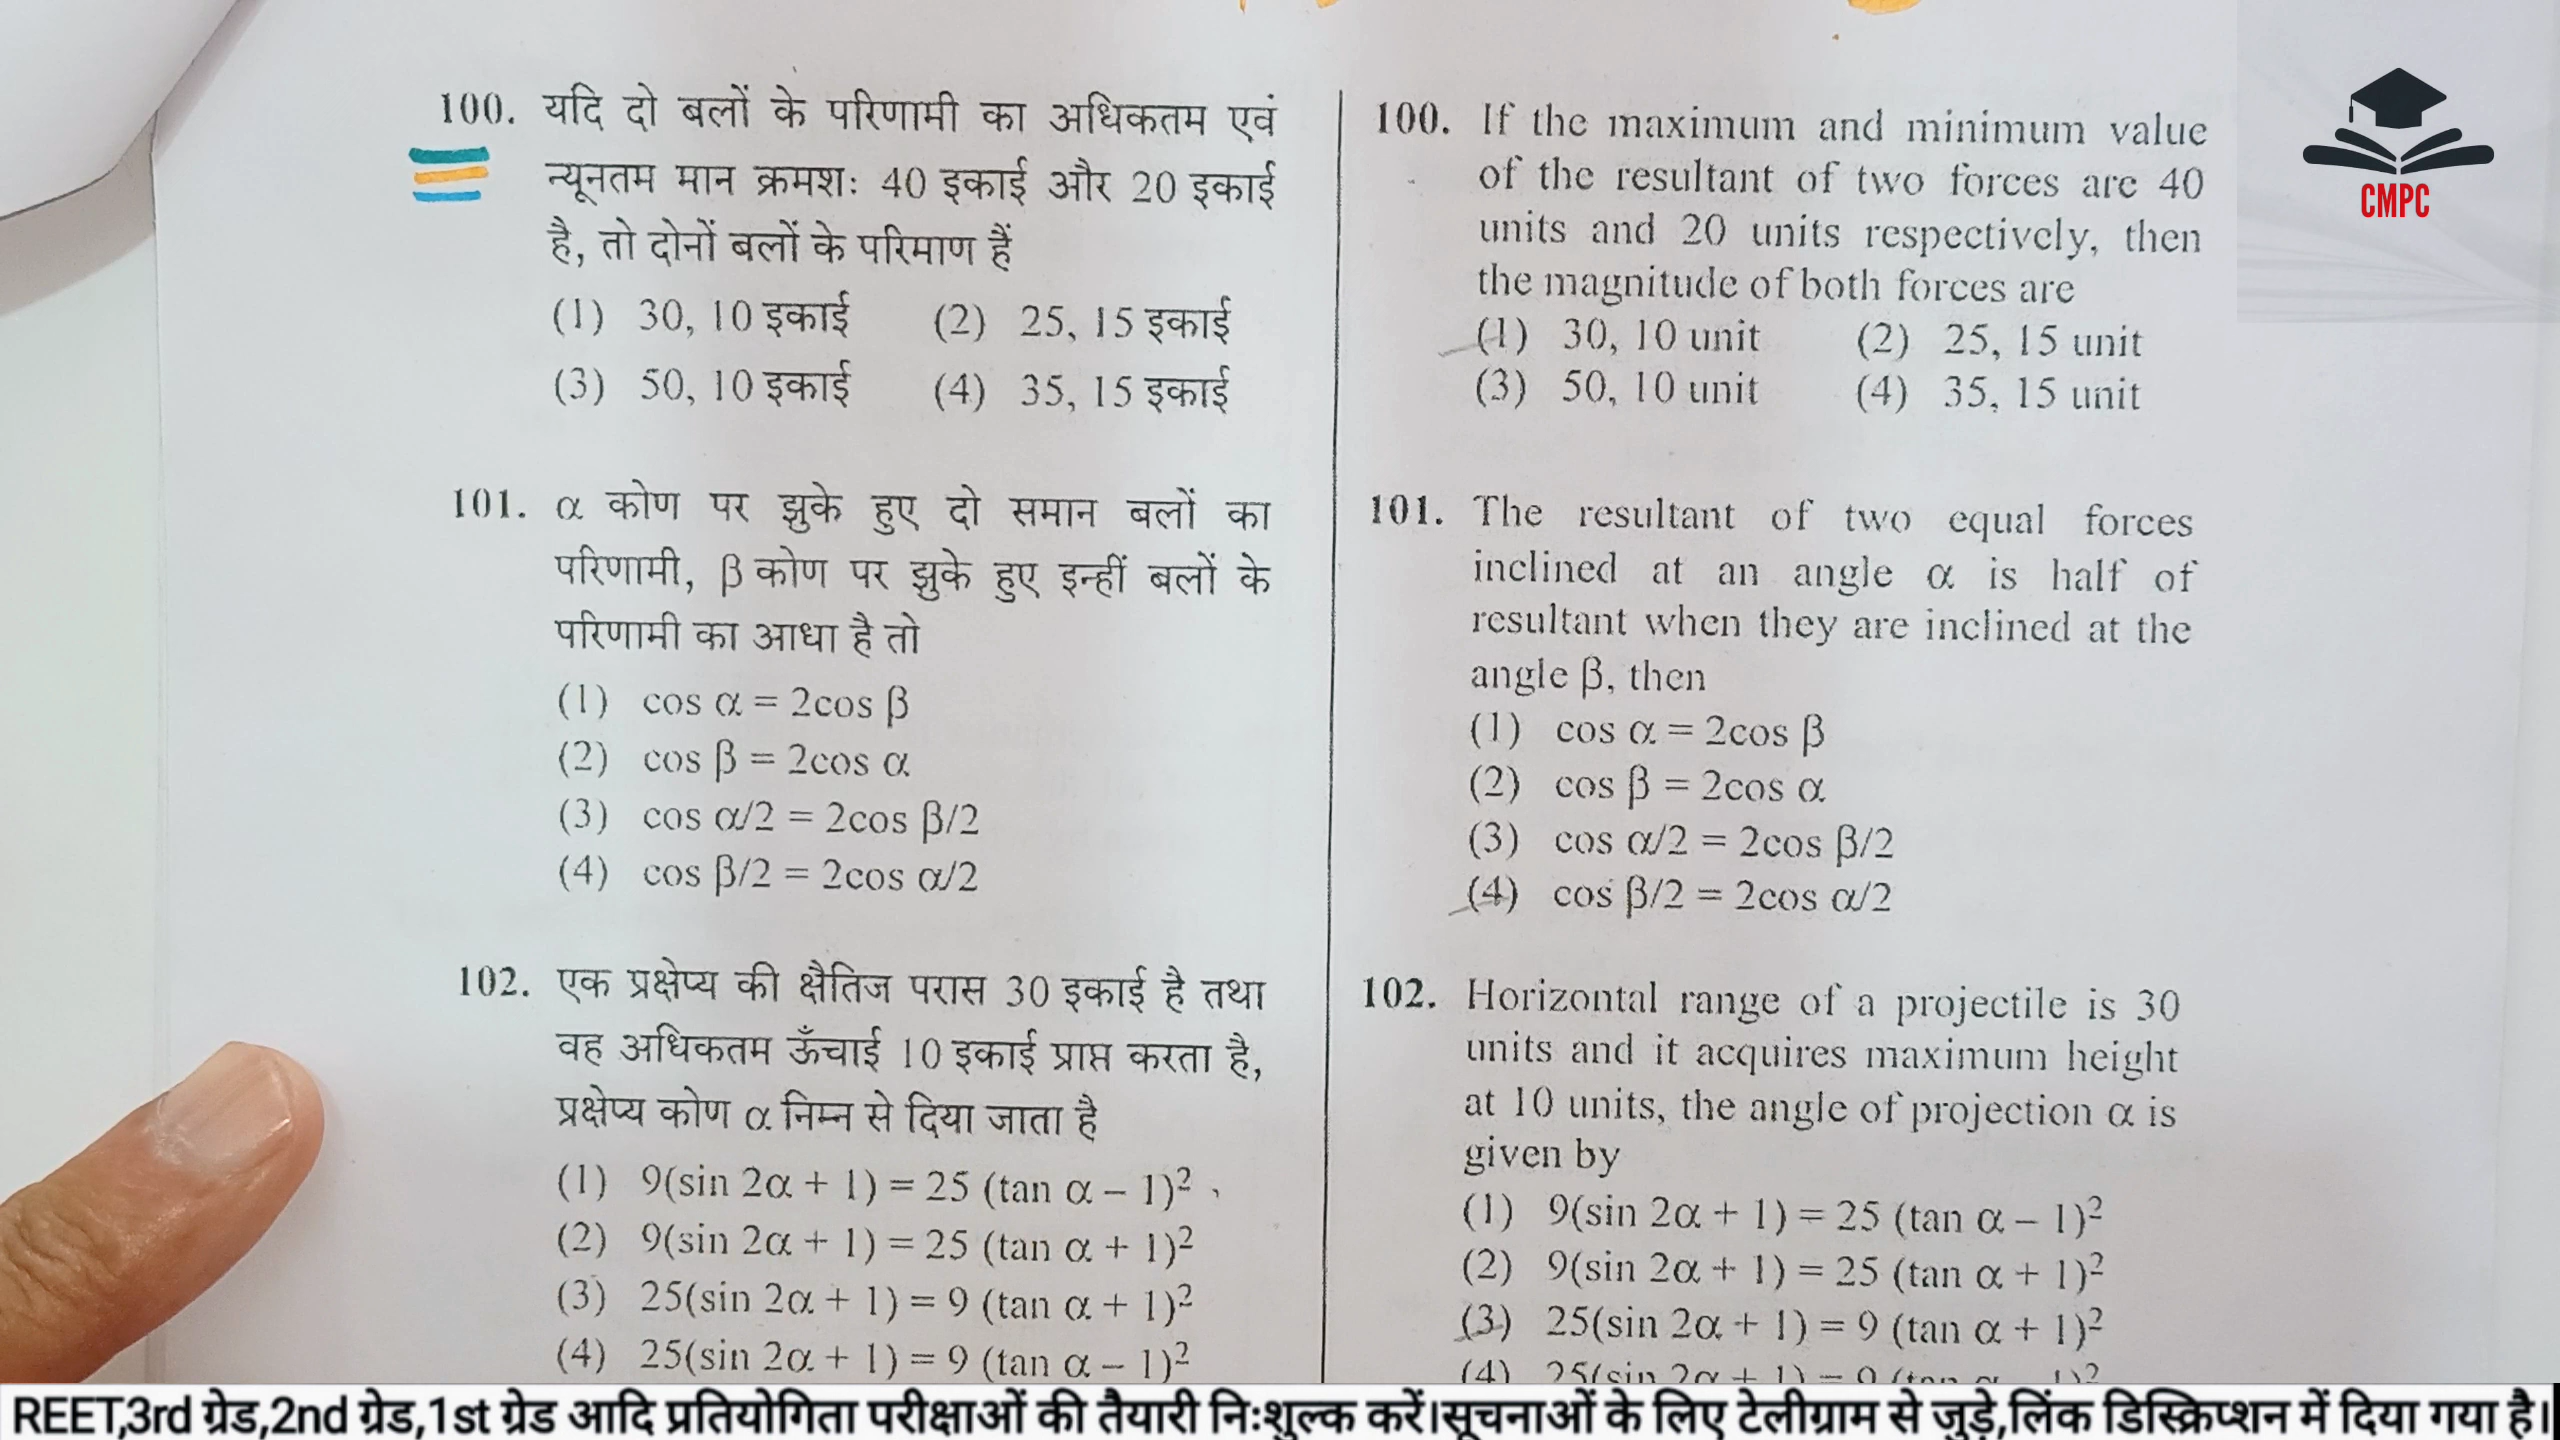 100. यदि दो बलों के परिणामी का अधिकतम एवं
न्यूनतम मान क्रमशः 40 इकाई और 20 इकाई
है, तो दोनों बलों के परिमाण हैं
(1) 30, 10 इकाई (2) 25, 15 इकाई
(3) 50, 10 इकाई (4) 35, 15 इकाई
101. α कोण पर झुके हुए दो समान बलों का
परिणामी, β कोण पर झुके हुए इन्हीं बलों के
परिणामी का आधा है तो
(1) cos α = 2cos β
(2) cos β = 2cos α
(3) cos α/2 = 2cos β/2
(4) cos β/2 = 2cos α/2
102. एक प्रक्षेप्य की क्षैतिज परास 30 इकाई है तथा
वह अधिकतम ऊँचाई 10 इकाई प्राप्त करता है,
प्रक्षेप्य कोण α निम्न से दिया जाता है
(1) 9(sin 2α + 1) = 25 (tan α – 1)²
(2) 9(sin 2α + 1) = 25 (tan α + 1)²
(3) 25(sin 2α + 1) = 9 (tan α + 1)²
(4) 25(sin 2α + 1) = 9 (tan α – 1)²
100. If the maximum and minimum value
of the resultant of two forces are 40
units and 20 units respectively, then
the magnitude of both forces are
(1) 30, 10 unit (2) 25, 15 unit
(3) 50, 10 unit (4) 35, 15 unit
101. The resultant of two equal forces
inclined at an angle α is half of
resultant when they are inclined at the
angle β, then
(1) cos α = 2cos β
(2) cos β = 2cos α
(3) cos α/2 = 2cos β/2
(4) cos β/2 = 2cos α/2
102. Horizontal range of a projectile is 30
units and it acquires maximum height
at 10 units, the angle of projection α is
given by
(1) 9(sin 2α + 1) = 25 (tan α – 1)²
(2) 9(sin 2α + 1) = 25 (tan α + 1)²
(3) 25(sin 2α + 1) = 9 (tan α + 1)²
CMPC
REET,3rd ग्रेड,2nd ग्रेड,1st ग्रेड आदि प्रतियोगिता परीक्षाओं की तैयारी निःशुल्क करें।सूचनाओं के लिए टेलीग्राम से जुड़े,लिंक डिस्क्रिप्शन में दिया गया है।